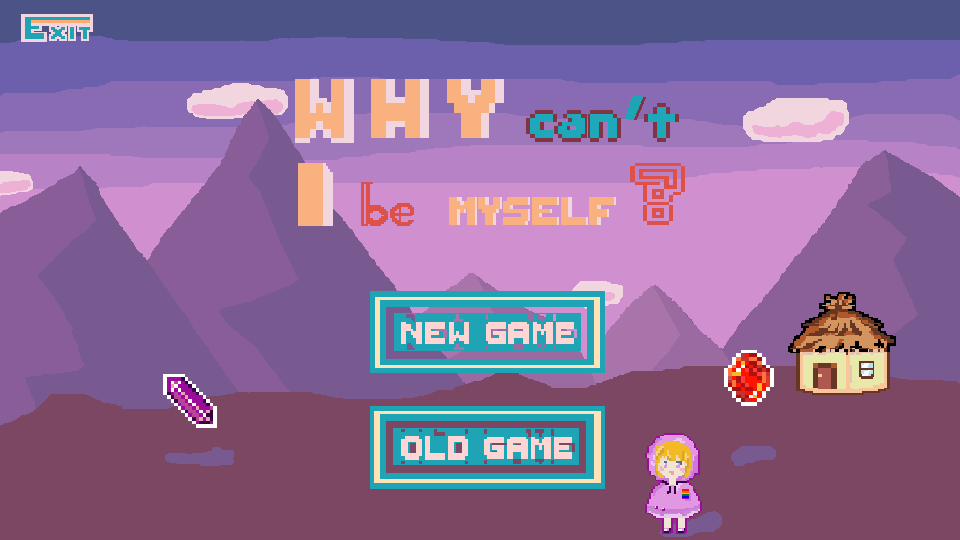 Exit
WHY can't
I be MYSELF?
NEW GAME
OLD GAME